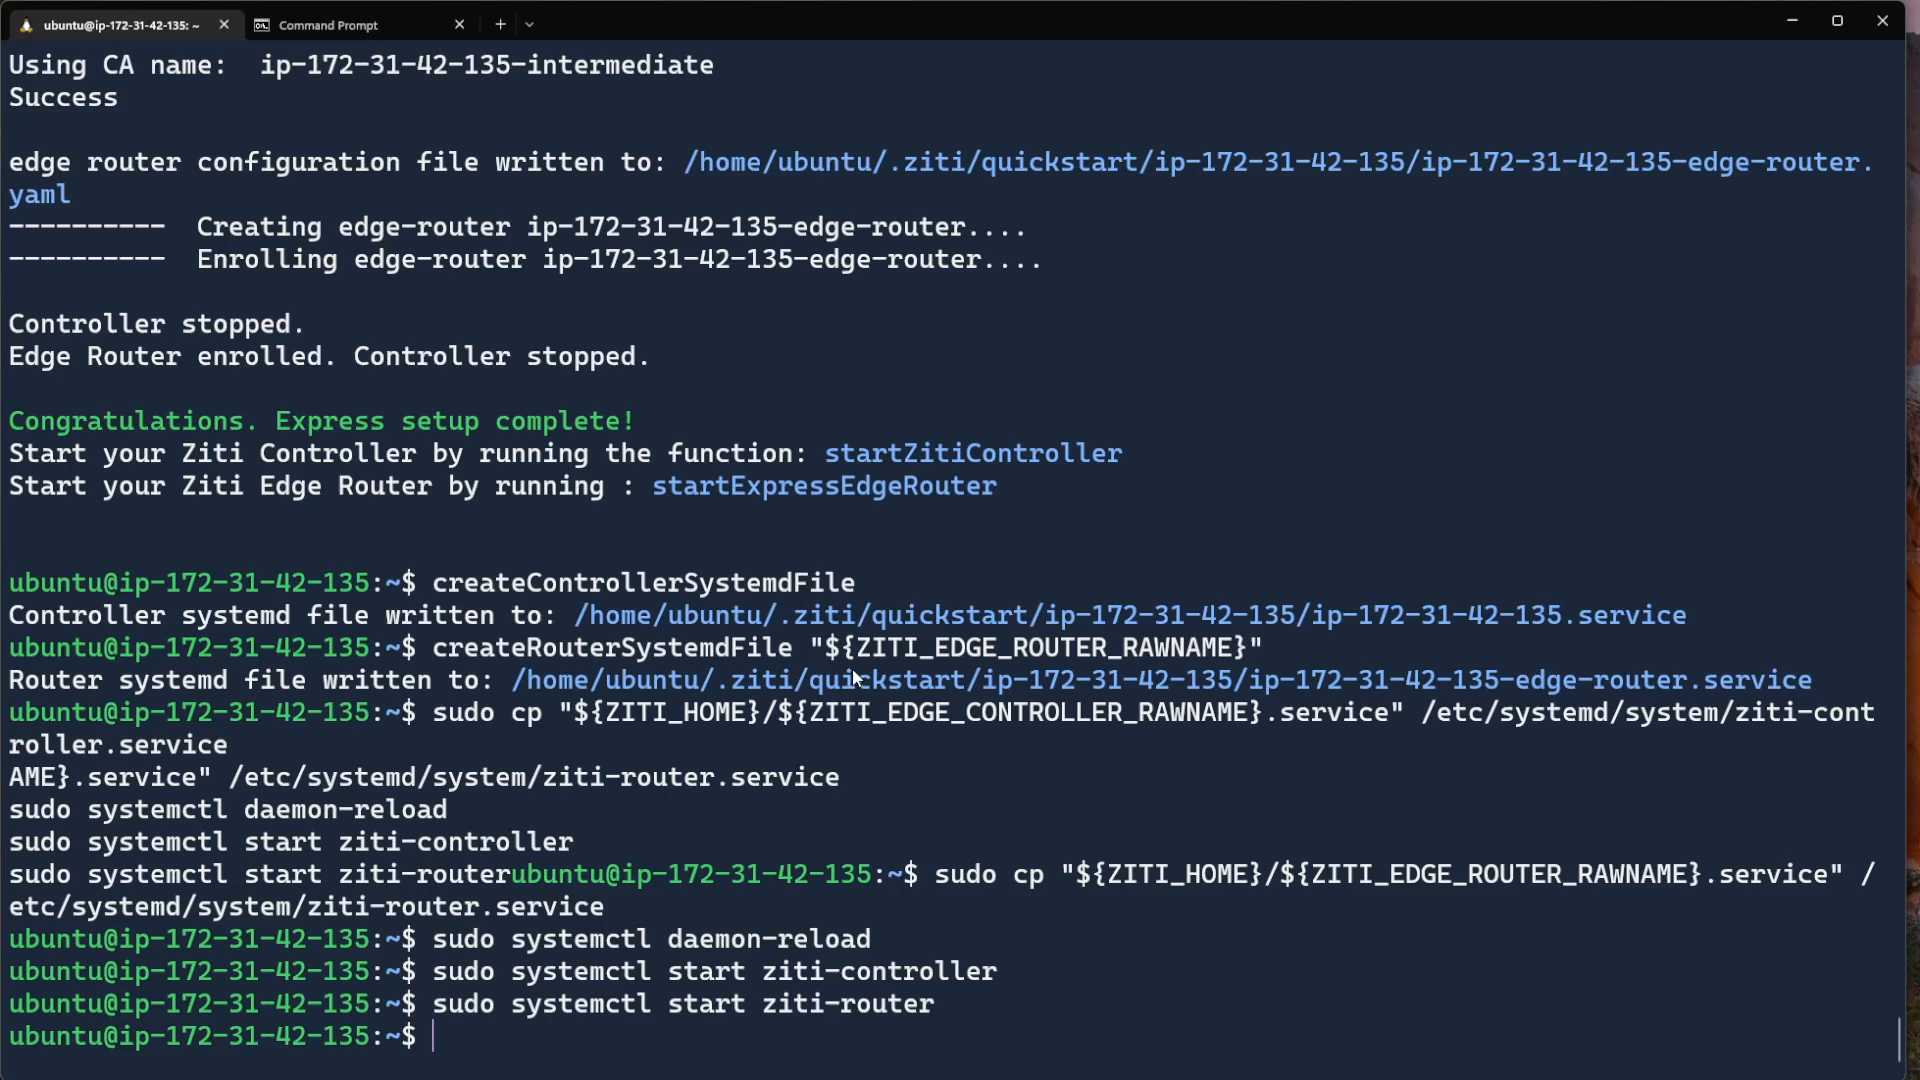 ubuntu@ip-172-31-42-135: ~
Command Prompt
Using CA name:  ip-172-31-42-135-intermediate
Success
edge router configuration file written to: /home/ubuntu/.ziti/quickstart/ip-172-31-42-135/ip-172-31-42-135-edge-router.
yaml
----------  Creating edge-router ip-172-31-42-135-edge-router....
----------  Enrolling edge-router ip-172-31-42-135-edge-router....
Controller stopped.
Edge Router enrolled. Controller stopped.
Congratulations. Express setup complete!
Start your Ziti Controller by running the function: startZitiController
Start your Ziti Edge Router by running : startExpressEdgeRouter
ubuntu@ip-172-31-42-135:~$ createControllerSystemdFile
Controller systemd file written to: /home/ubuntu/.ziti/quickstart/ip-172-31-42-135/ip-172-31-42-135.service
ubuntu@ip-172-31-42-135:~$ createRouterSystemdFile "${ZITI_EDGE_ROUTER_RAWNAME}"
Router systemd file written to: /home/ubuntu/.ziti/quickstart/ip-172-31-42-135/ip-172-31-42-135-edge-router.service
ubuntu@ip-172-31-42-135:~$ sudo cp "${ZITI_HOME}/${ZITI_EDGE_CONTROLLER_RAWNAME}.service" /etc/systemd/system/ziti-cont
roller.service
AME}.service" /etc/systemd/system/ziti-router.service
sudo systemctl daemon-reload
sudo systemctl start ziti-controller
sudo systemctl start ziti-routerubuntu@ip-172-31-42-135:~$ sudo cp "${ZITI_HOME}/${ZITI_EDGE_ROUTER_RAWNAME}.service" /
etc/systemd/system/ziti-router.service
ubuntu@ip-172-31-42-135:~$ sudo systemctl daemon-reload
ubuntu@ip-172-31-42-135:~$ sudo systemctl start ziti-controller
ubuntu@ip-172-31-42-135:~$ sudo systemctl start ziti-router
ubuntu@ip-172-31-42-135:~$